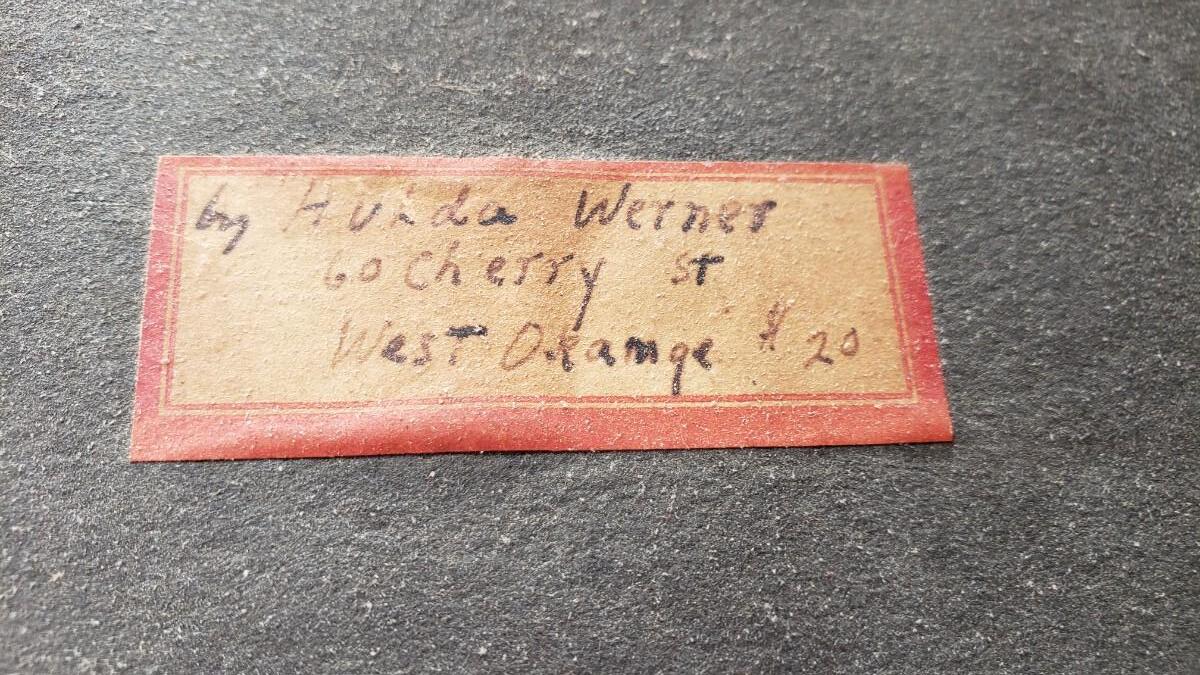 by Hulda Werner
60 Cherry St
West Orange $ 20